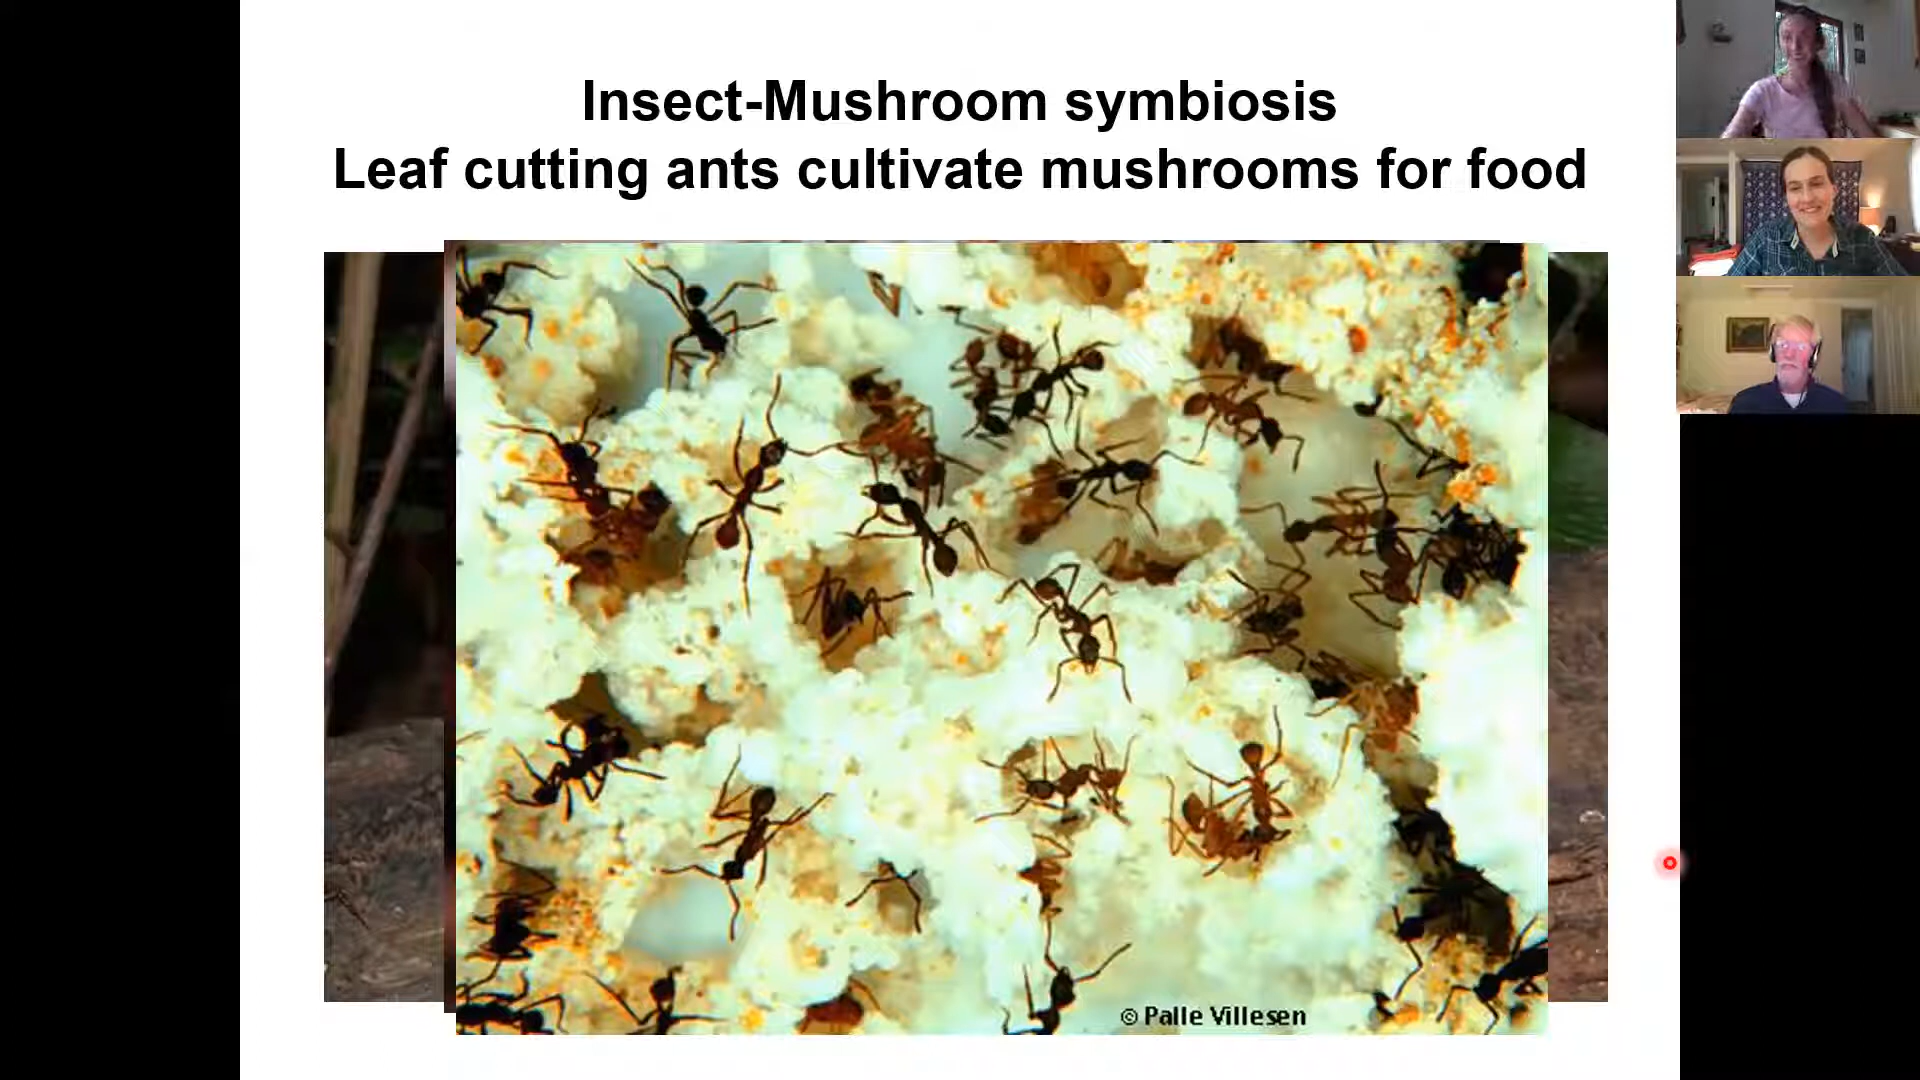 Insect-Mushroom symbiosis
Leaf cutting ants cultivate mushrooms for food
© Palle Villesen